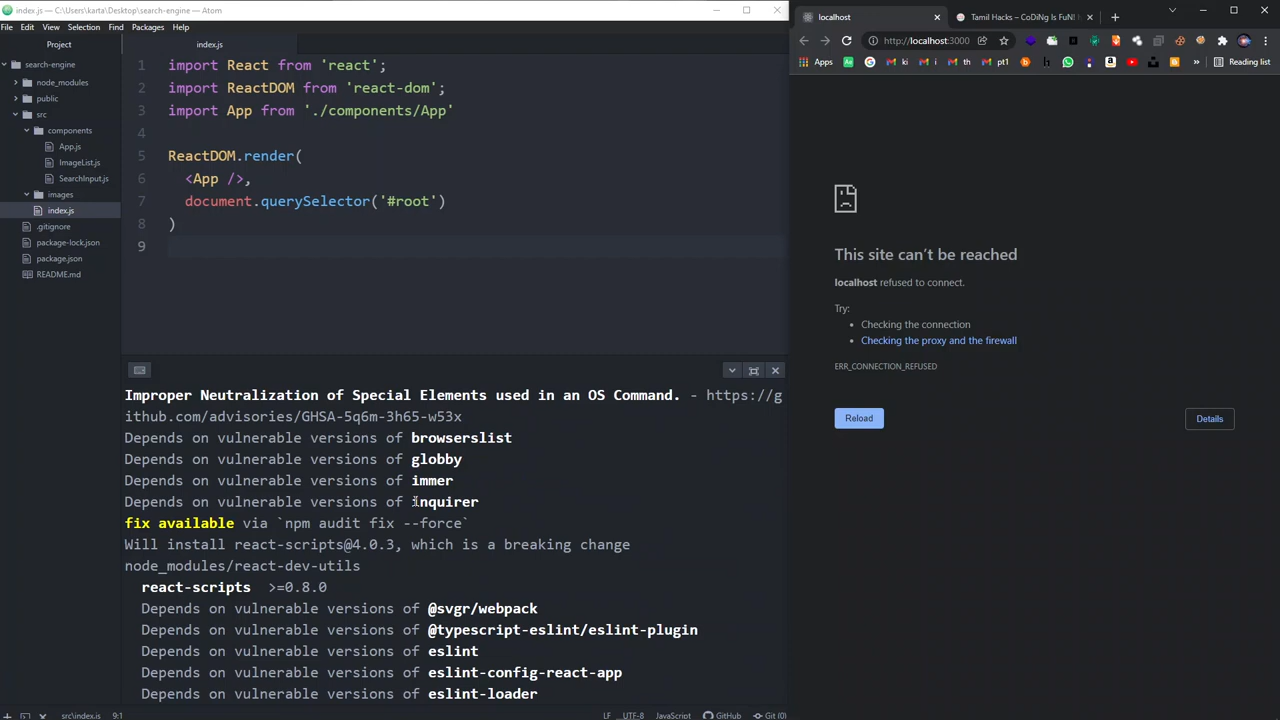 index.js — C:\Users\karta\Desktop\search-engine — Atom
File Edit View Selection Find Packages Help
Project
search-engine
node_modules
public
src
components
App.js
ImageList.js
SearchInput.js
images
index.js
.gitignore
package-lock.json
package.json
README.md
index.js
1 import React from 'react';
2 import ReactDOM from 'react-dom';
3 import App from './components/App'
4
5 ReactDOM.render(
6 <App />,
7 document.querySelector('#root')
8 )
9
Improper Neutralization of Special Elements used in an OS Command. - https://g
ithub.com/advisories/GHSA-5q6m-3h65-w53x
Depends on vulnerable versions of browserslist
Depends on vulnerable versions of globby
Depends on vulnerable versions of immer
Depends on vulnerable versions of inquirer
fix available via `npm audit fix --force`
Will install react-scripts@4.0.3, which is a breaking change
node_modules/react-dev-utils
react-scripts >=0.8.0
Depends on vulnerable versions of @svgr/webpack
Depends on vulnerable versions of @typescript-eslint/eslint-plugin
Depends on vulnerable versions of eslint
Depends on vulnerable versions of eslint-config-react-app
Depends on vulnerable versions of eslint-loader
src\index.js 9:1 LF UTF-8 JavaScript GitHub Git (0)
localhost
Tamil Hacks – CoDiNg Is FuN!
http://localhost:3000
Apps ki i th pt1 Reading list
This site can't be reached
localhost refused to connect.
Try:
• Checking the connection
• Checking the proxy and the firewall
ERR_CONNECTION_REFUSED
Reload
Details